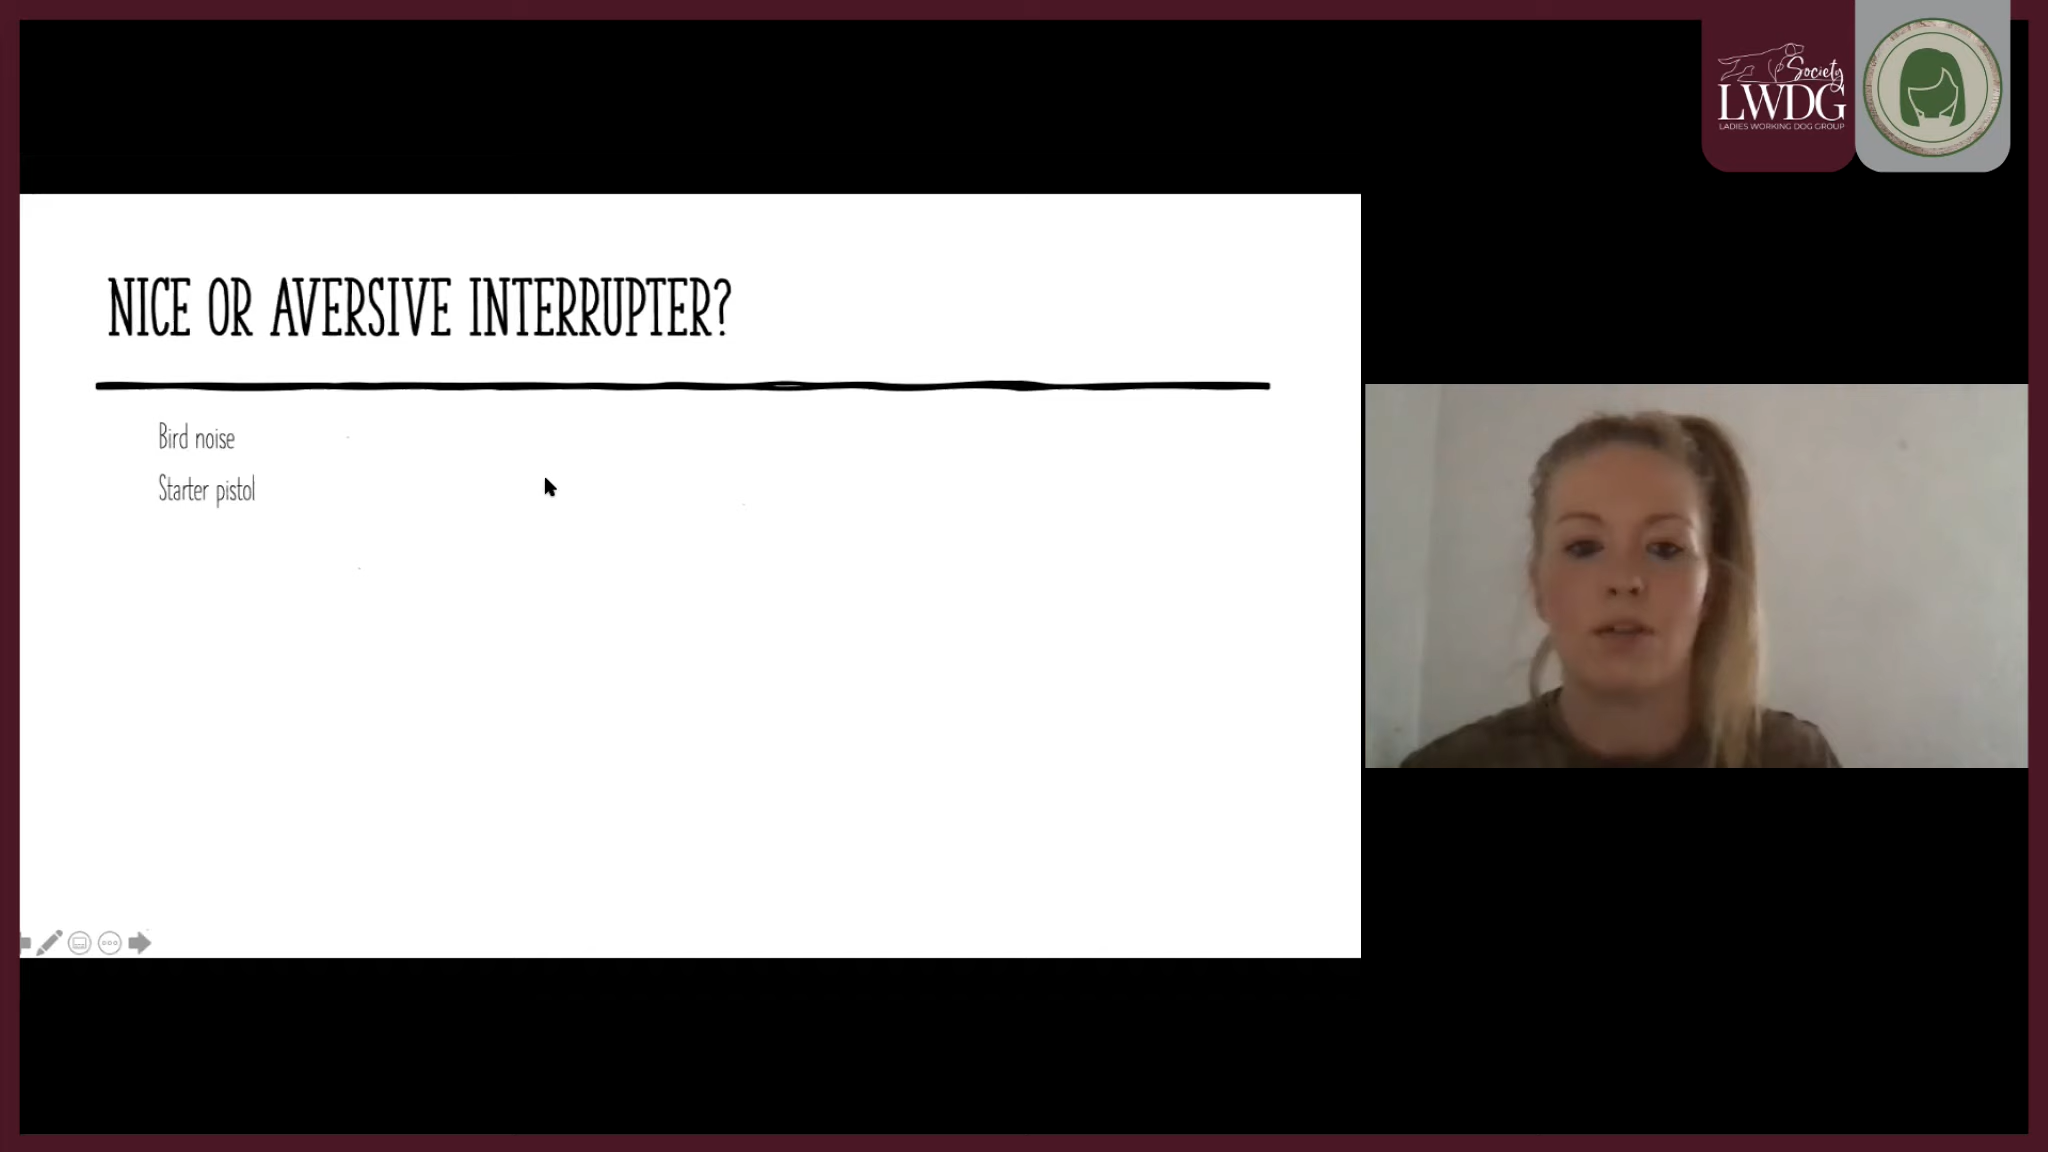 Society
LWDG
LADIES WORKING DOG GROUP
NICE OR AVERSIVE INTERRUPTER?
Bird noise
Starter pistol